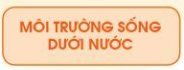 MÔI TRƯỜNG SỐNG
DƯỚI NƯỚC